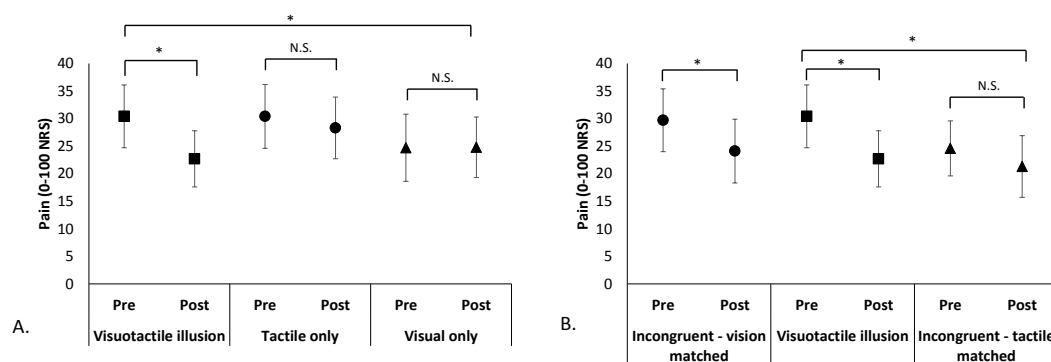 *
*
N.S.
N.S.
Pain (0-100 NRS)
40
35
30
25
20
15
10
5
0
Pre Post Pre Post Pre Post
Visuotactile illusion Tactile only Visual only
A.
*
*
*
N.S.
Pain (0-100 NRS)
40
35
30
25
20
15
10
5
0
Pre Post Pre Post Pre Post
Incongruent - vision Visuotactile illusion Incongruent - tactile
matched matched
B.